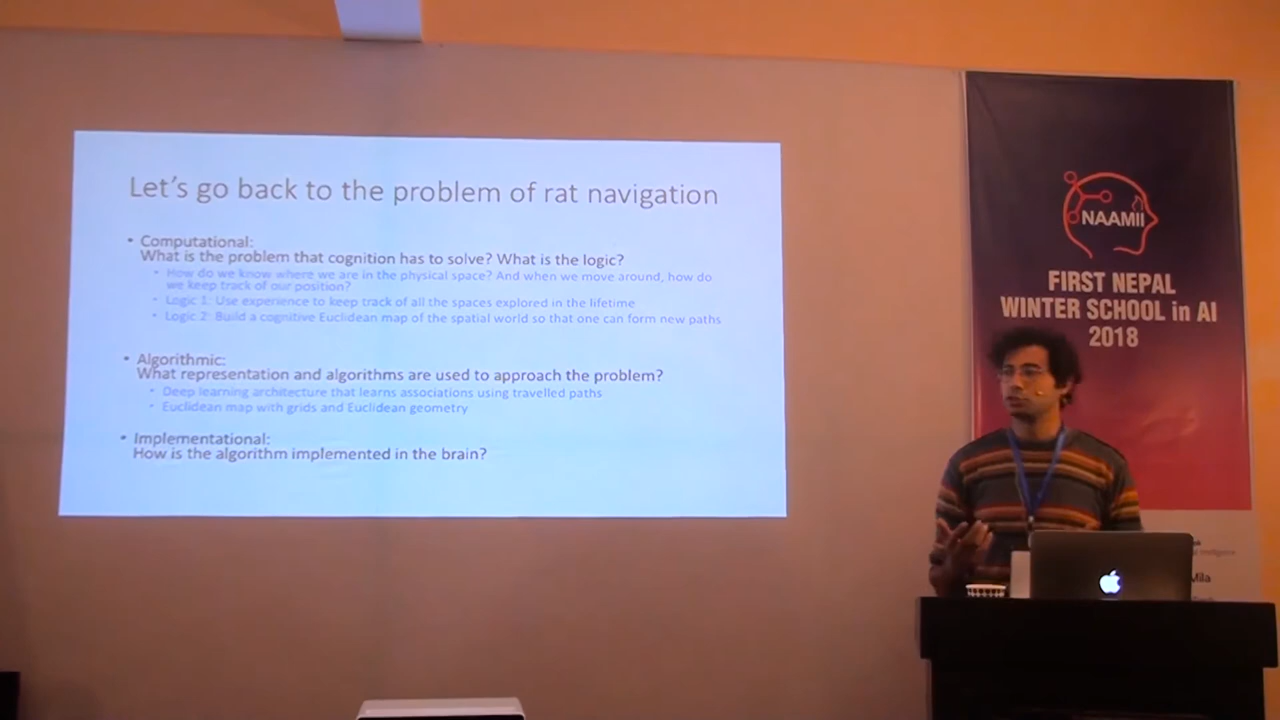 Let's go back to the problem of rat navigation
• Computational:
What is the problem that cognition has to solve? What is the logic?
• How do we know where we are in the physical space? And when we move around, how do
we keep track of our position?
• Logic 1: Use experience to keep track of all the spaces explored in the lifetime
• Logic 2: Build a cognitive Euclidean map of the spatial world so that one can form new paths
• Algorithmic:
What representation and algorithms are used to approach the problem?
• Deep learning architecture that learns associations using travelled paths
• Euclidean map with grids and Euclidean geometry
• Implementational:
How is the algorithm implemented in the brain?
NAAMII
FIRST NEPAL
WINTER SCHOOL in AI
2018
Mila